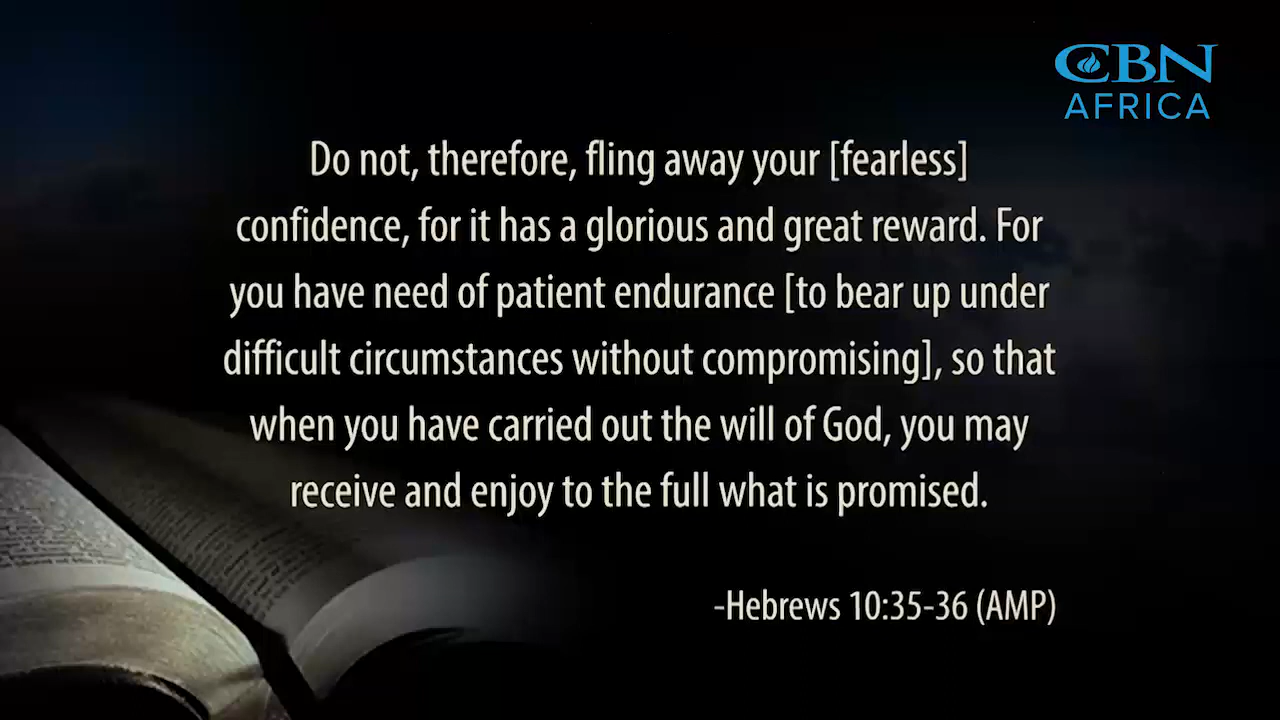 CBN
AFRICA
Do not, therefore, fling away your [fearless]
confidence, for it has a glorious and great reward. For
you have need of patient endurance [to bear up under
difficult circumstances without compromising], so that
when you have carried out the will of God, you may
receive and enjoy to the full what is promised.
-Hebrews 10:35-36 (AMP)